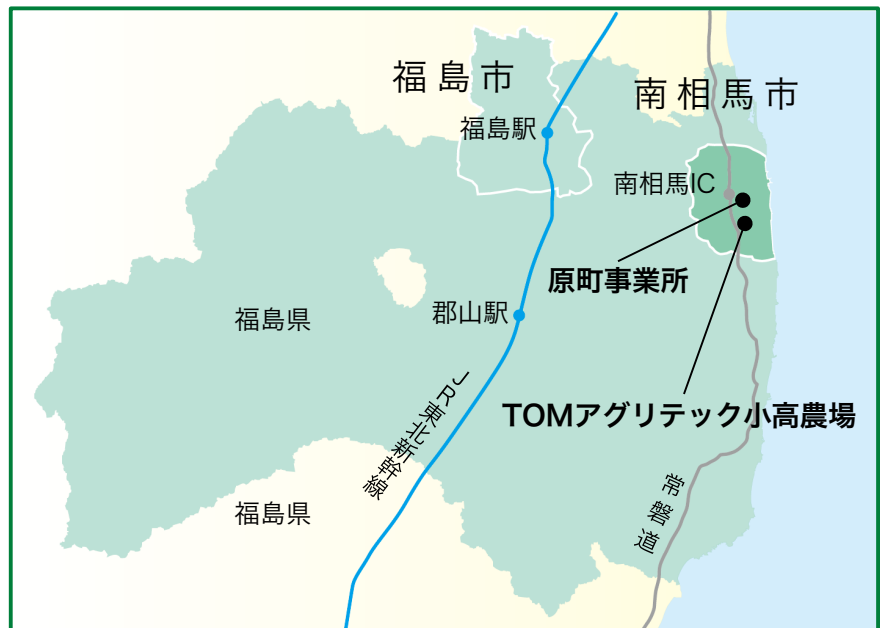 福島市
南相馬市
福島駅
南相馬IC
原町事業所
福島県
郡山駅
JR東北新幹線
TOMアグリテック小高農場
福島県
常磐道